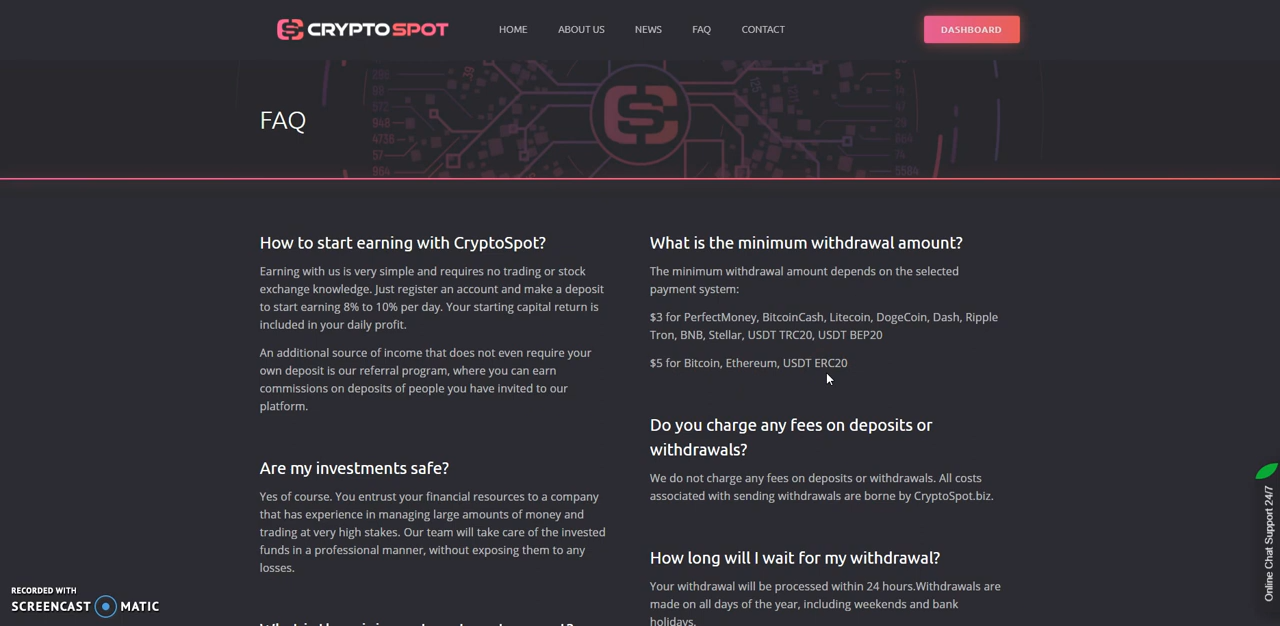 CRYPTOSPOT
HOME ABOUT US NEWS FAQ CONTACT
DASHBOARD
FAQ
How to start earning with CryptoSpot?
Earning with us is very simple and requires no trading or stock
exchange knowledge. Just register an account and make a deposit
to start earning 8% to 10% per day. Your starting capital return is
included in your daily profit.
An additional source of income that does not even require your
own deposit is our referral program, where you can earn
commissions on deposits of people you have invited to our
platform.
Are my investments safe?
Yes of course. You entrust your financial resources to a company
that has experience in managing large amounts of money and
trading at very high stakes. Our team will take care of the invested
funds in a professional manner, without exposing them to any
losses.
What is the minimum withdrawal amount?
The minimum withdrawal amount depends on the selected
payment system:
$3 for PerfectMoney, BitcoinCash, Litecoin, DogeCoin, Dash, Ripple
Tron, BNB, Stellar, USDT TRC20, USDT BEP20
$5 for Bitcoin, Ethereum, USDT ERC20
Do you charge any fees on deposits or
withdrawals?
We do not charge any fees on deposits or withdrawals. All costs
associated with sending withdrawals are borne by CryptoSpot.biz.
How long will I wait for my withdrawal?
Your withdrawal will be processed within 24 hours.Withdrawals are
made on all days of the year, including weekends and bank
holidays.
Online Chat Support 24/7
RECORDED WITH
SCREENCAST MATIC